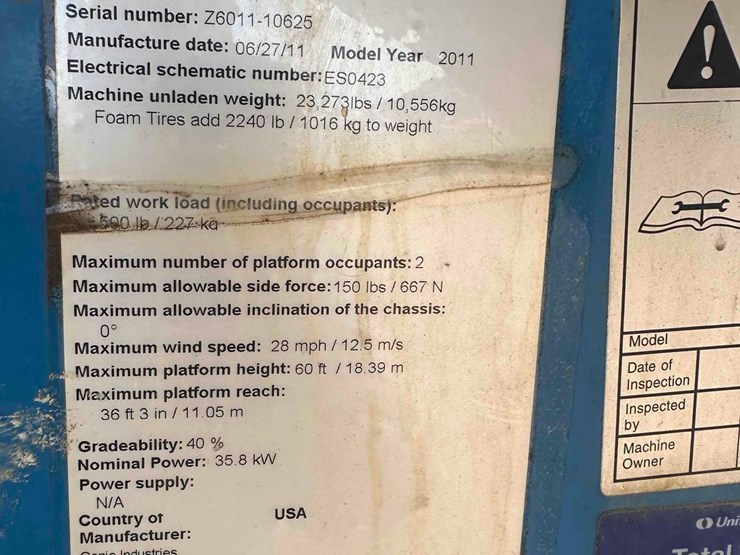 Serial number: Z6011-10625
Manufacture date: 06/27/11 Model Year 2011
Electrical schematic number: ES0423
Machine unladen weight: 23,273lbs / 10,556kg
Foam Tires add 2240 lb / 1016 kg to weight
Rated work load (including occupants):
500 lb / 227 kg
Maximum number of platform occupants: 2
Maximum allowable side force: 150 lbs / 667 N
Maximum allowable inclination of the chassis:
0°
Maximum wind speed: 28 mph / 12.5 m/s
Maximum platform height: 60 ft / 18.39 m
Maximum platform reach:
36 ft 3 in / 11.05 m
Gradeability: 40 %
Nominal Power: 35.8 kW
Power supply:
N/A
Country of USA
Manufacturer:
Genie Industries
Model
Date of
Inspection
Inspected
by
Machine
Owner
Uni
Total